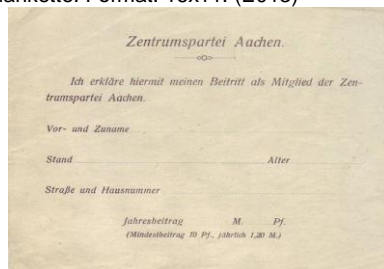 Zentrumspartei Aachen.
Ich erkläre hiermit meinen Beitritt als Mitglied der Zen-
trumspartei Aachen.
Vor- und Zuname
Stand Alter
Straße und Hausnummer
Jahresbeitrag M. Pf.
(Mindestbeitrag 10 Pf., jährlich 1,20 M.)